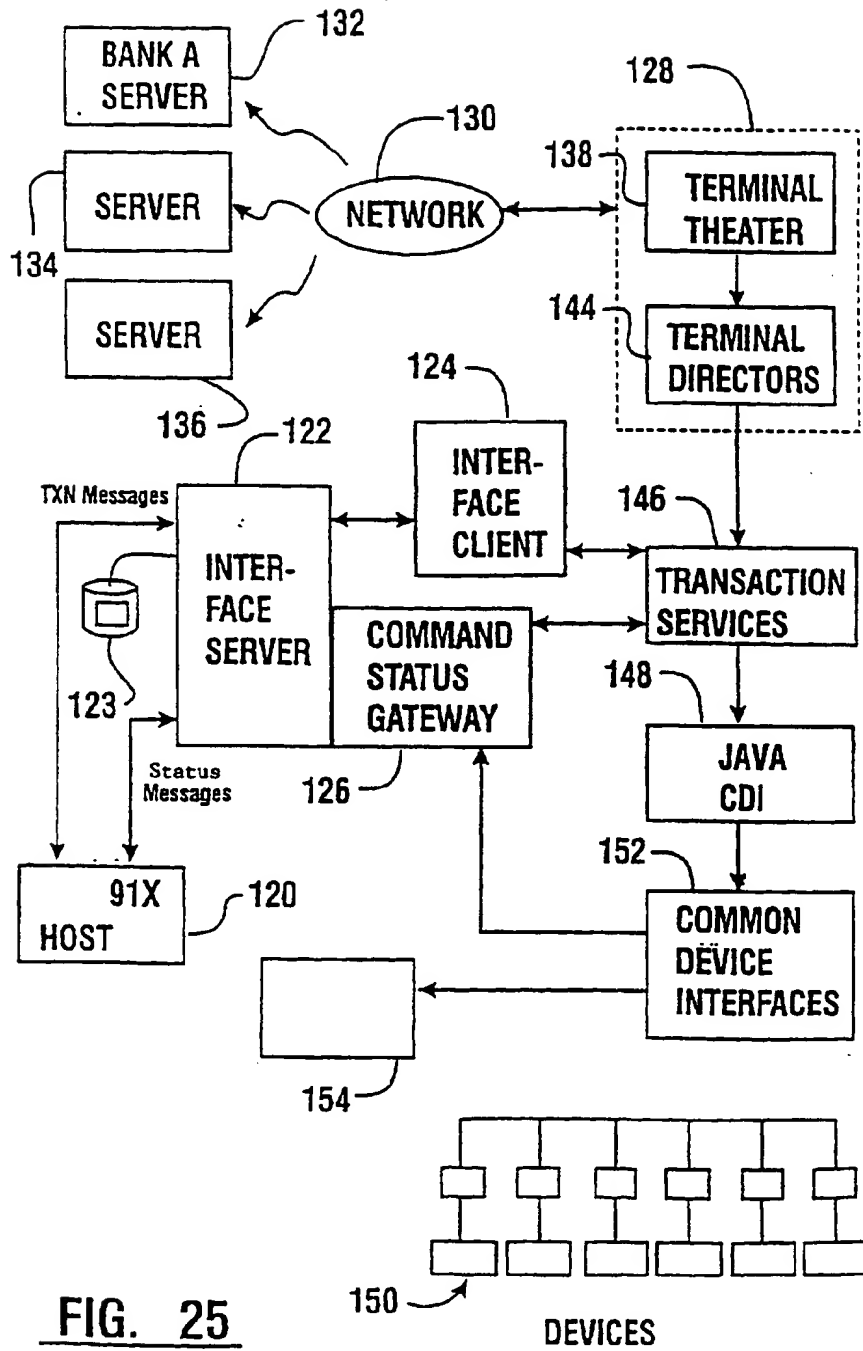 132
BANK A
SERVER
128
130
138
TERMINAL
THEATER
SERVER
NETWORK
134
SERVER
144
TERMINAL
DIRECTORS
124
136
122
INTER-
FACE
CLIENT
TXN Messages
146
INTER-
FACE
SERVER
TRANSACTION
SERVICES
COMMAND
STATUS
GATEWAY
148
123
JAVA
CDI
Status
Messages
126
152
91X
HOST
120
COMMON
DEVICE
INTERFACES
154
150
DEVICES
FIG. 25